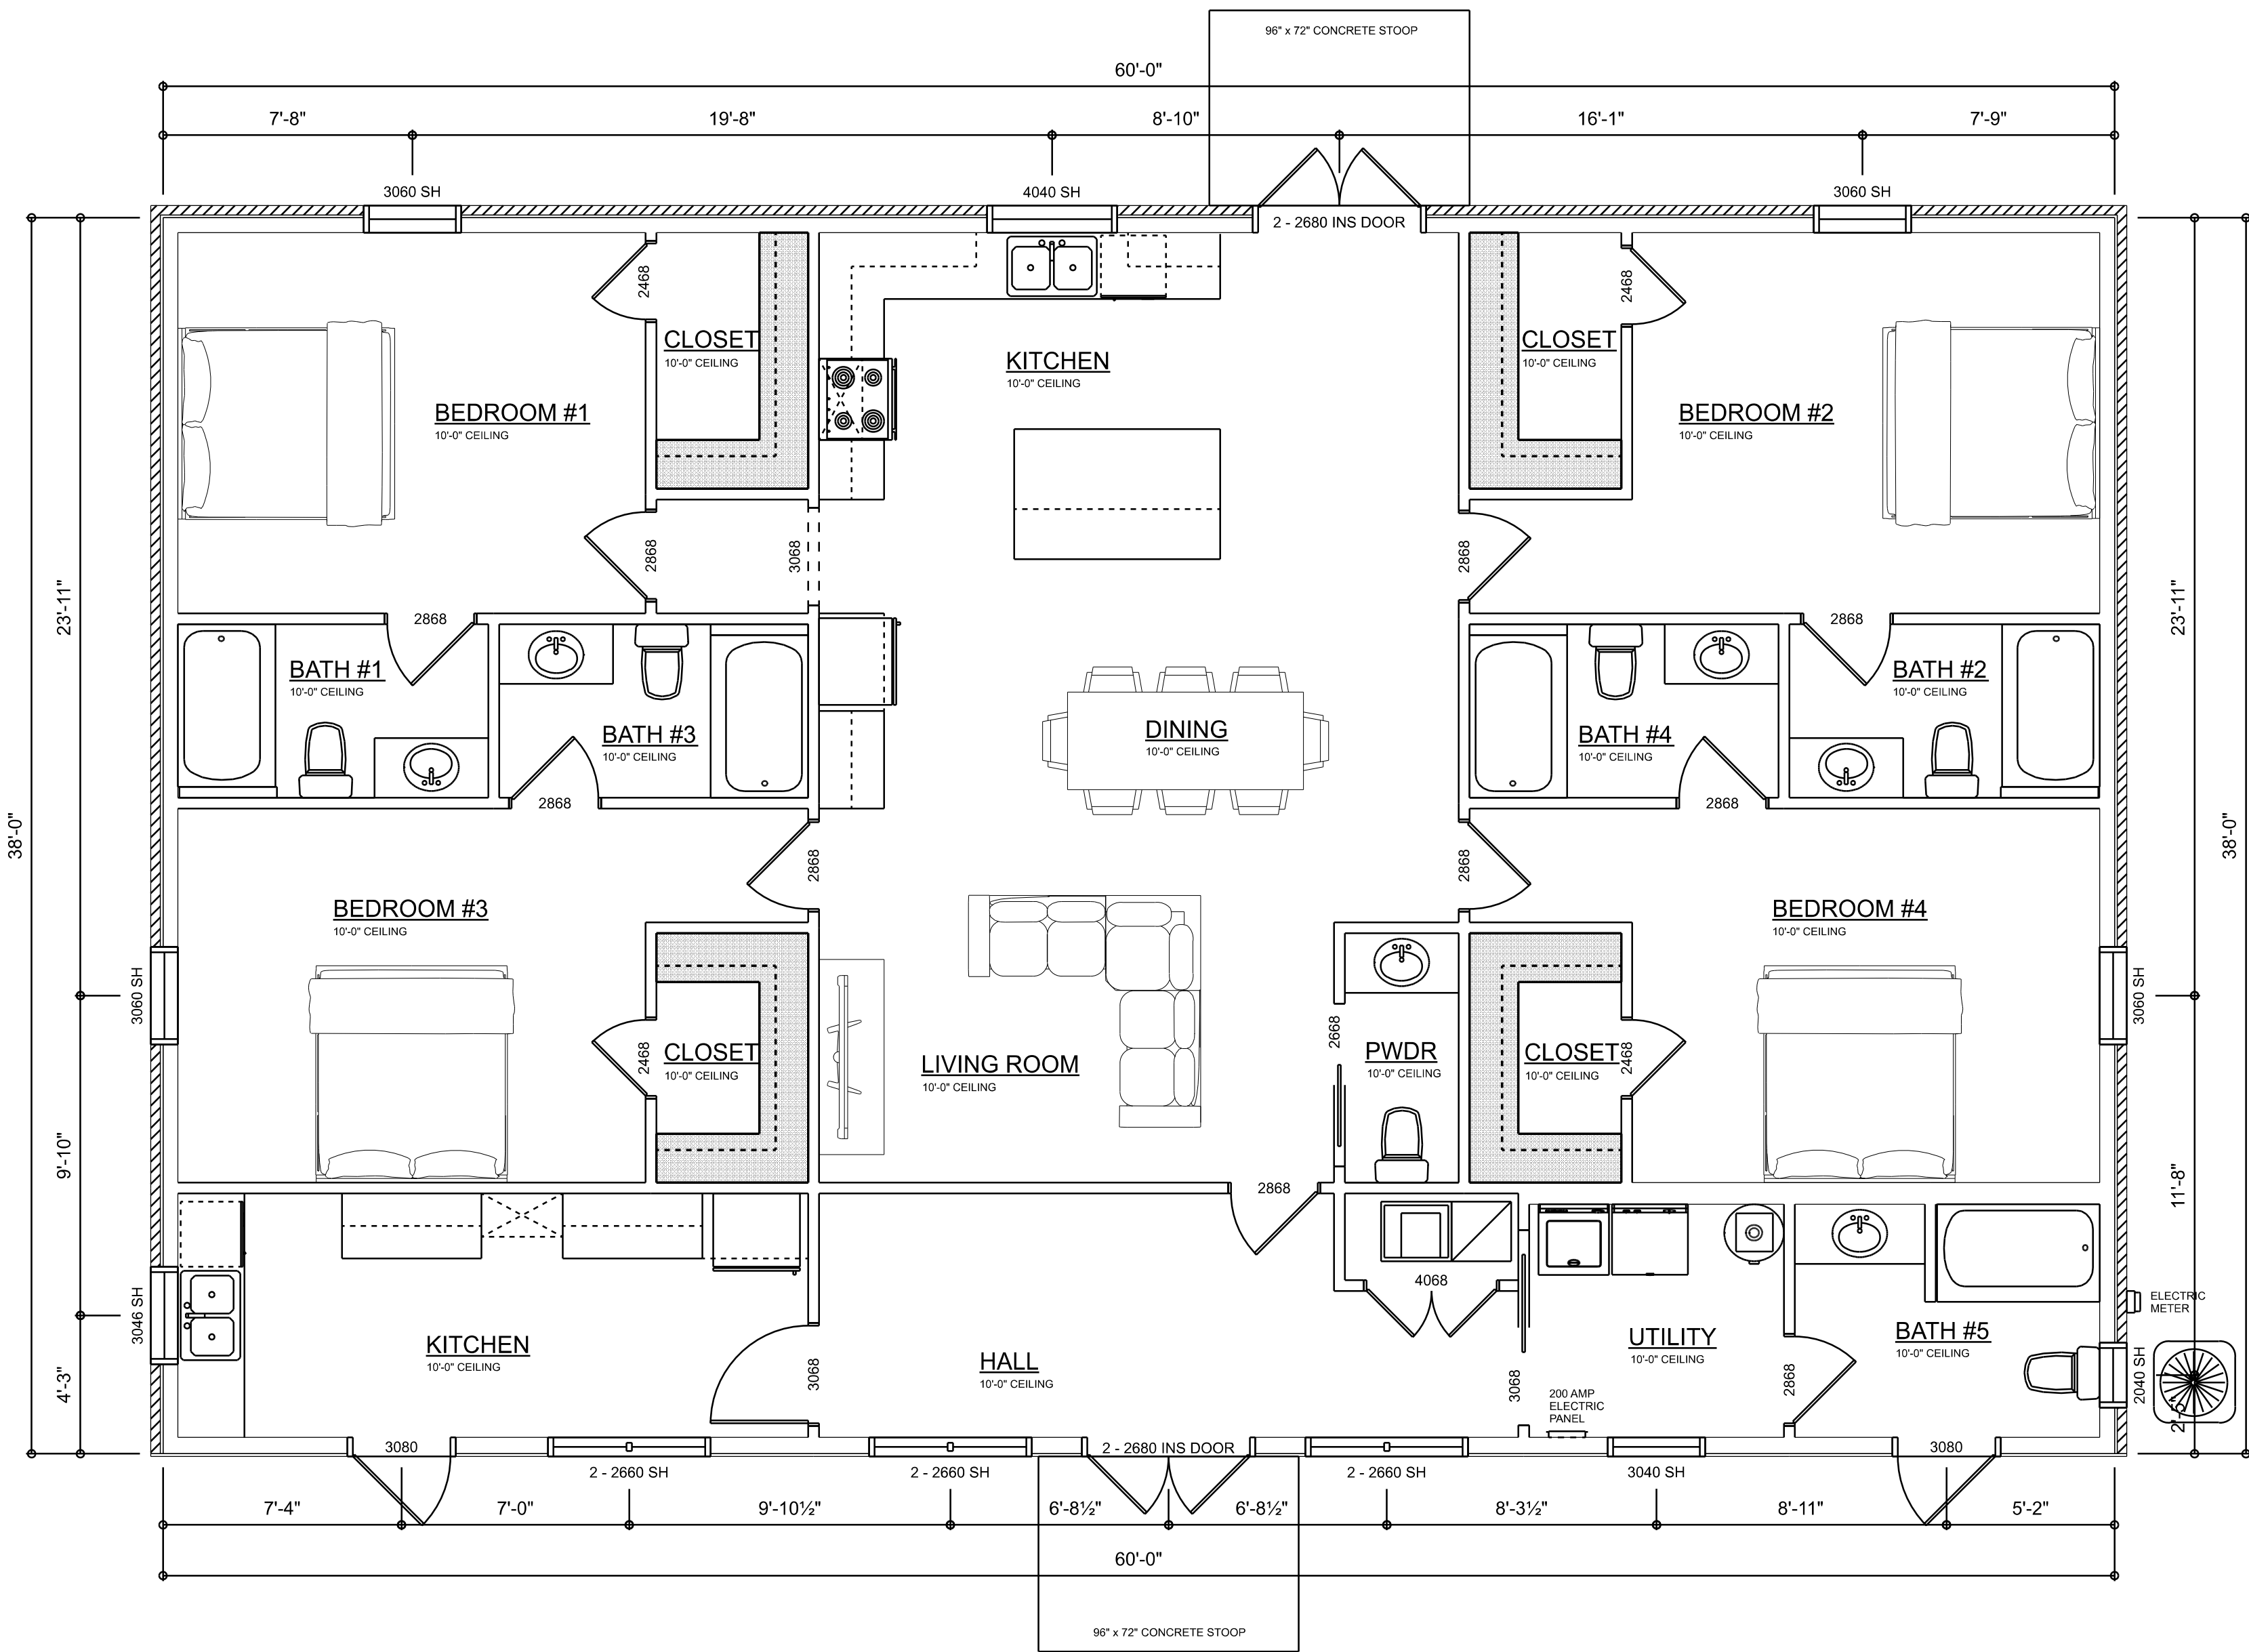 96" x 72" CONCRETE STOOP
60'-0"
7'-8"
19'-8"
8'-10"
16'-1"
7'-9"
3060 SH
4040 SH
3060 SH
2 - 2680 INS DOOR
2468
2468
CLOSET
10'-0" CEILING
KITCHEN
10'-0" CEILING
CLOSET
10'-0" CEILING
BEDROOM #1
10'-0" CEILING
BEDROOM #2
10'-0" CEILING
2868
3068
2868
23'-11"
23'-11"
2868
2868
BATH #1
10'-0" CEILING
BATH #3
10'-0" CEILING
DINING
10'-0" CEILING
BATH #4
10'-0" CEILING
BATH #2
10'-0" CEILING
2868
2868
38'-0"
38'-0"
2868
2868
BEDROOM #3
10'-0" CEILING
BEDROOM #4
10'-0" CEILING
3060 SH
3060 SH
2468
CLOSET
10'-0" CEILING
LIVING ROOM
10'-0" CEILING
2668
PWDR
10'-0" CEILING
CLOSET
10'-0" CEILING
2468
9'-10"
11'-8"
2868
4068
3046 SH
ELECTRIC
METER
KITCHEN
10'-0" CEILING
3068
HALL
10'-0" CEILING
UTILITY
10'-0" CEILING
BATH #5
10'-0" CEILING
3068
2868
2040 SH
4'-3"
2'-5"
200 AMP
ELECTRIC
PANEL
3080
2 - 2680 INS DOOR
3080
2 - 2660 SH
2 - 2660 SH
2 - 2660 SH
3040 SH
7'-4"
7'-0"
9'-10½"
6'-8½"
6'-8½"
8'-3½"
8'-11"
5'-2"
60'-0"
96" x 72" CONCRETE STOOP